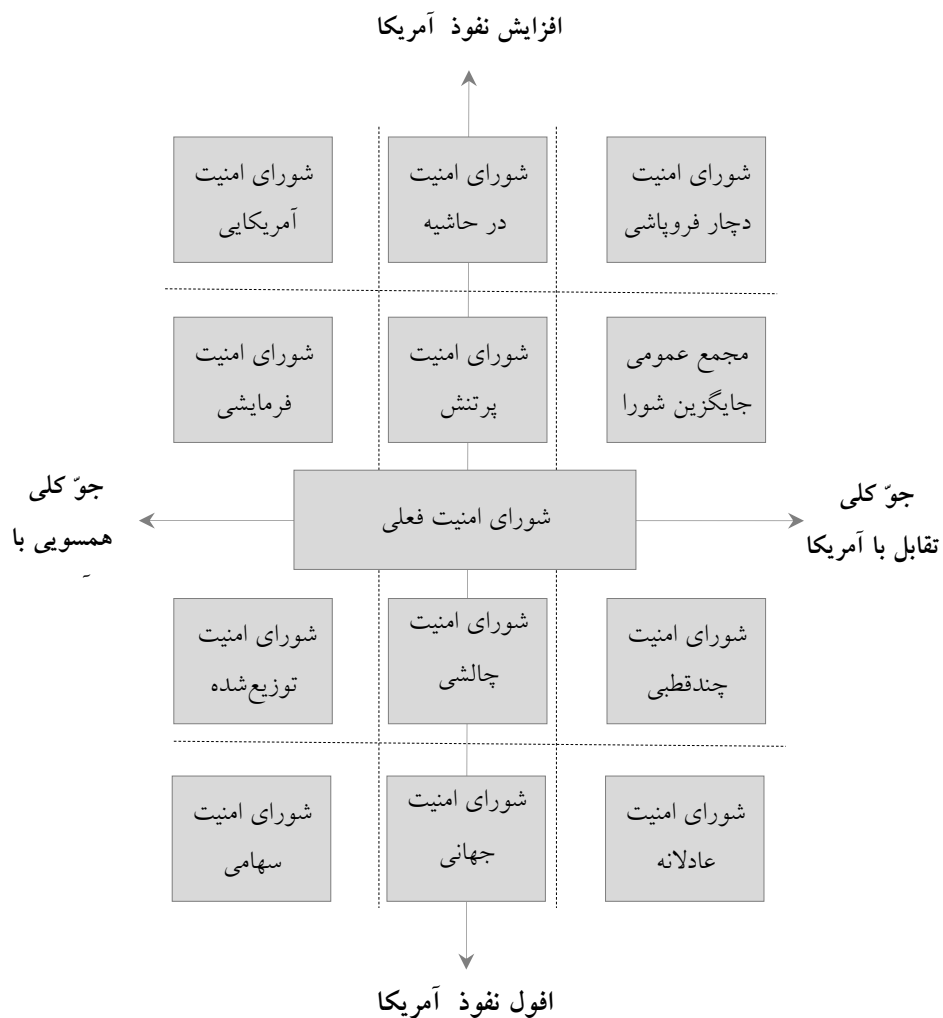 افزایش نفوذ آمریکا
شورای امنیت
دچار فروپاشی
شورای امنیت
در حاشیه
شورای امنیت
آمریکایی
مجمع عمومی
جایگزین شورا
شورای امنیت
پرتنش
شورای امنیت
فرمایشی
جوّ کلی
تقابل با آمریکا
شورای امنیت فعلی
جوّ کلی
همسویی با
شورای امنیت
چندقطبی
شورای امنیت
چالشی
شورای امنیت
توزیع‌شده
شورای امنیت
عادلانه
شورای امنیت
جهانی
شورای امنیت
سهامی
افول نفوذ آمریکا